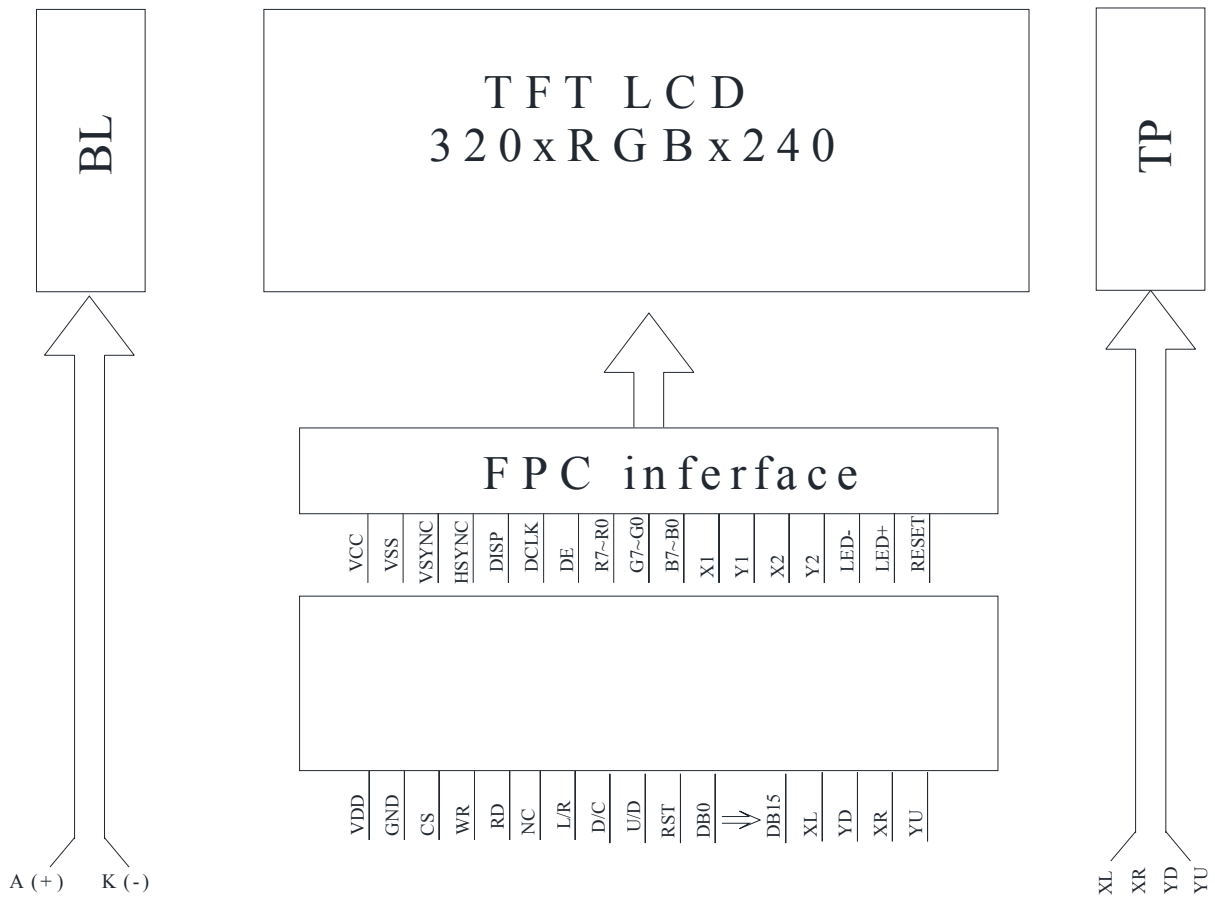 BL
TFT LCD
320xRGBx240
TP
FPC inferface
VCC
VSS
VSYNC
HSYNC
DISP
DCLK
DE
R7~R0
G7~G0
B7~B0
X1
Y1
X2
Y2
LED-
LED+
RESET
VDD
GND
CS
WR
RD
NC
L/R
D/C
U/D
RST
DB0
DB15
XL
YD
XR
YU
A (+)
K (-)
XL
XR
YD
YU